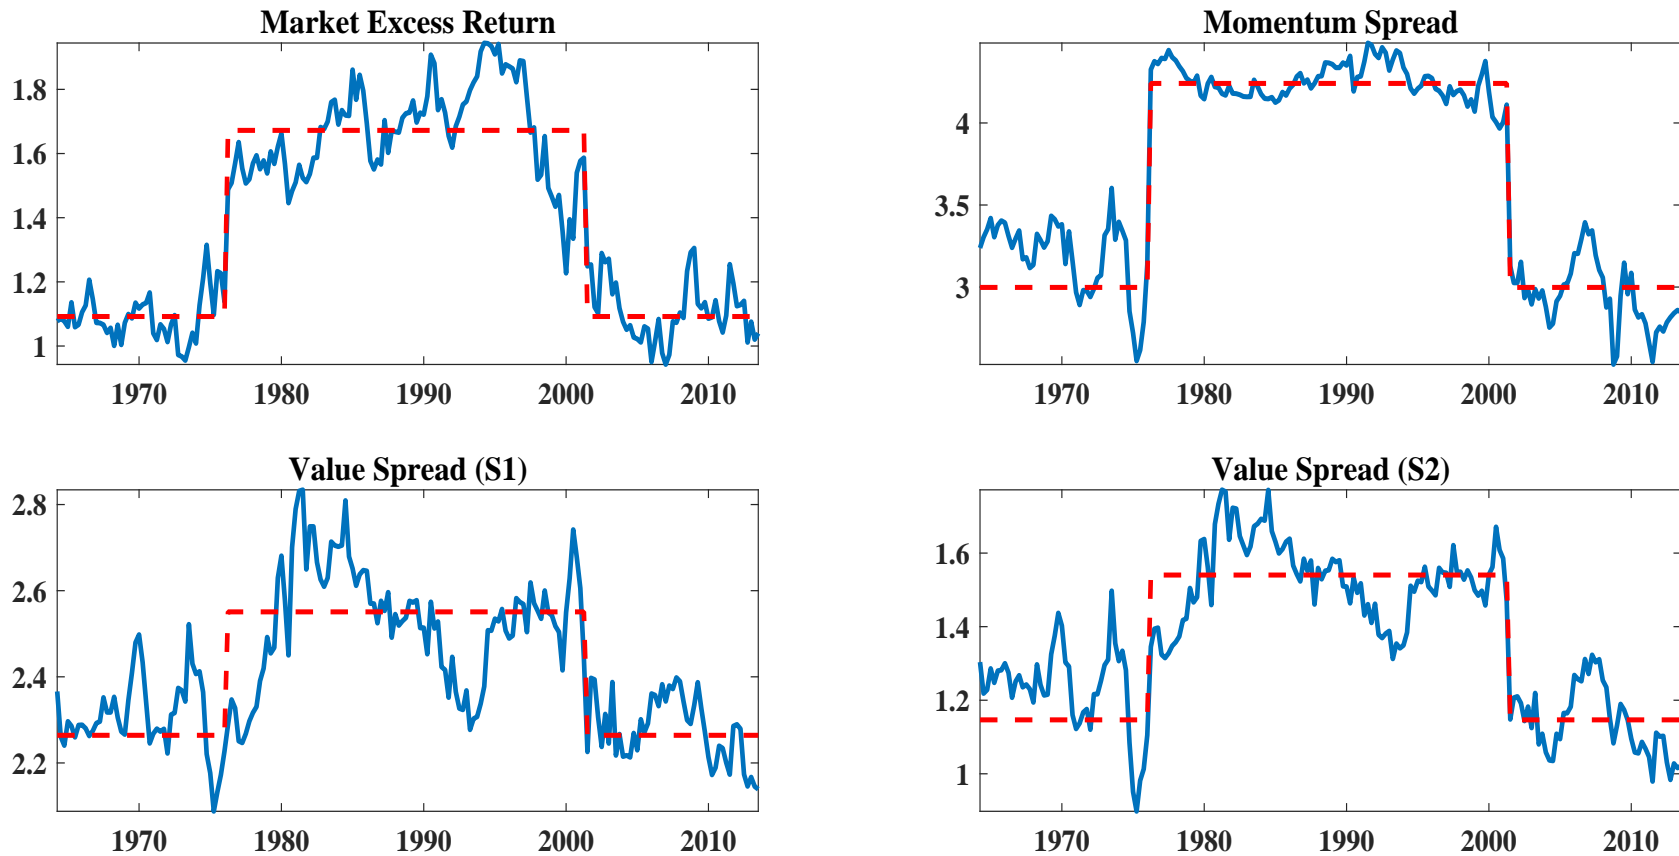 Market Excess Return
1.8
1.6
1.4
1.2
1
1970 1980 1990 2000 2010
Momentum Spread
4
3.5
3
1970 1980 1990 2000 2010
Value Spread (S1)
2.8
2.6
2.4
2.2
1970 1980 1990 2000 2010
Value Spread (S2)
1.6
1.4
1.2
1
1970 1980 1990 2000 2010